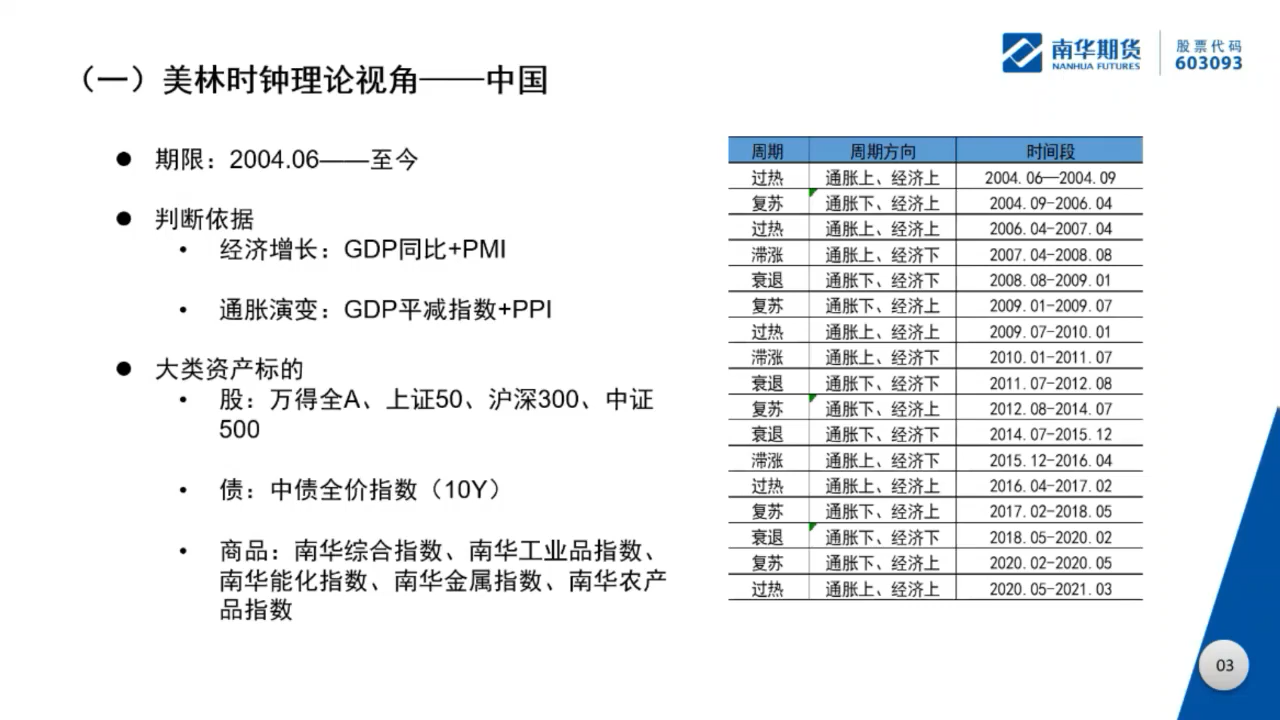 南华期货
NANHUA FUTURES
股票代码
603093
（一）美林时钟理论视角——中国
● 期限：2004.06——至今
● 判断依据
• 经济增长：GDP同比+PMI
• 通胀演变：GDP平减指数+PPI
● 大类资产标的
• 股：万得全A、上证50、沪深300、中证
500
• 债：中债全价指数（10Y）
• 商品：南华综合指数、南华工业品指数、
南华能化指数、南华金属指数、南华农产
品指数
周期 周期方向 时间段
过热 通胀上、经济上 2004.06—2004.09
复苏 通胀下、经济上 2004.09-2006.04
过热 通胀上、经济上 2006.04-2007.04
滞涨 通胀上、经济下 2007.04-2008.08
衰退 通胀下、经济下 2008.08-2009.01
复苏 通胀下、经济上 2009.01-2009.07
过热 通胀上、经济上 2009.07-2010.01
滞涨 通胀上、经济下 2010.01-2011.07
衰退 通胀下、经济下 2011.07-2012.08
复苏 通胀下、经济上 2012.08-2014.07
衰退 通胀下、经济下 2014.07-2015.12
滞涨 通胀上、经济下 2015.12-2016.04
过热 通胀上、经济上 2016.04-2017.02
复苏 通胀下、经济上 2017.02-2018.05
衰退 通胀下、经济下 2018.05-2020.02
复苏 通胀下、经济上 2020.02-2020.05
过热 通胀上、经济上 2020.05-2021.03
03